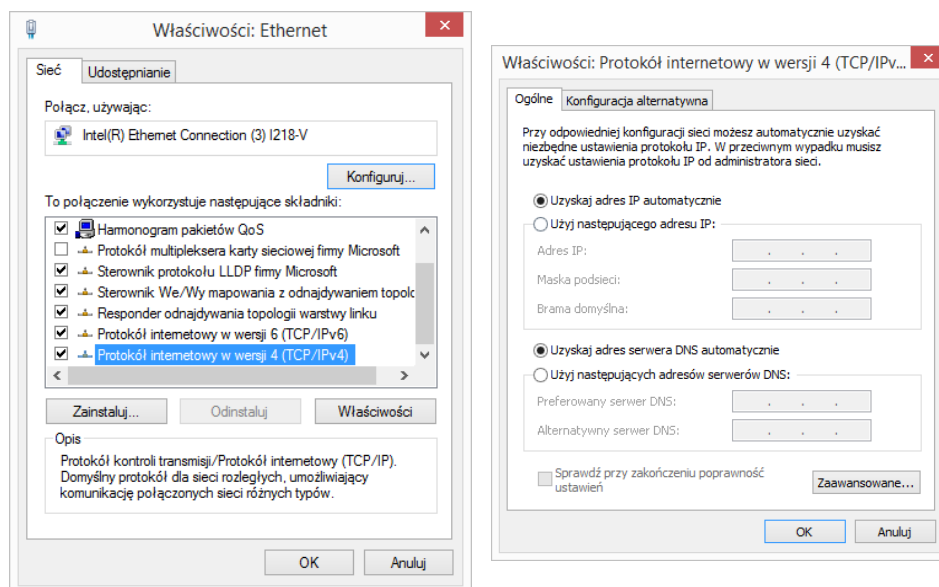 Właściwości: Ethernet
Sieć
Udostępnianie
Połącz, używając:
Intel(R) Ethernet Connection (3) I218-V
Konfiguruj...
To połączenie wykorzystuje następujące składniki:
Harmonogram pakietów QoS
Protokół multipleksera karty sieciowej firmy Microsoft
Sterownik protokołu LLDP firmy Microsoft
Sterownik We/Wy mapowania z odnajdywaniem topolc
Responder odnajdywania topologii warstwy linku
Protokół internetowy w wersji 6 (TCP/IPv6)
Protokół internetowy w wersji 4 (TCP/IPv4)
Zainstaluj...
Odinstaluj
Właściwości
Opis
Protokół kontroli transmisji/Protokół internetowy (TCP/IP).
Domyślny protokół dla sieci rozległych, umożliwiający
komunikację połączonych sieci różnych typów.
OK
Anuluj
Właściwości: Protokół internetowy w wersji 4 (TCP/IPv...
Ogólne
Konfiguracja alternatywna
Przy odpowiedniej konfiguracji sieci możesz automatycznie uzyskać
niezbędne ustawienia protokołu IP. W przeciwnym wypadku musisz
uzyskać ustawienia protokołu IP od administratora sieci.
Uzyskaj adres IP automatycznie
Użyj następującego adresu IP:
Adres IP:
Maska podsieci:
Brama domyślna:
Uzyskaj adres serwera DNS automatycznie
Użyj następujących adresów serwerów DNS:
Preferowany serwer DNS:
Alternatywny serwer DNS:
Sprawdź przy zakończeniu poprawność
ustawień
Zaawansowane...
OK
Anuluj